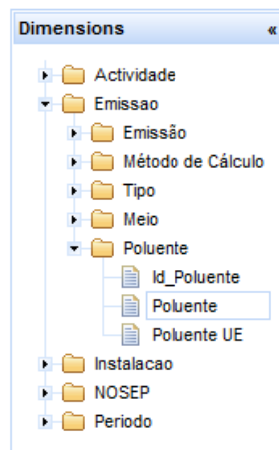 Dimensions «
Actividade
Emissao
Emissão
Método de Cálculo
Tipo
Meio
Poluente
Id_Poluente
Poluente
Poluente UE
Instalacao
NOSEP
Periodo